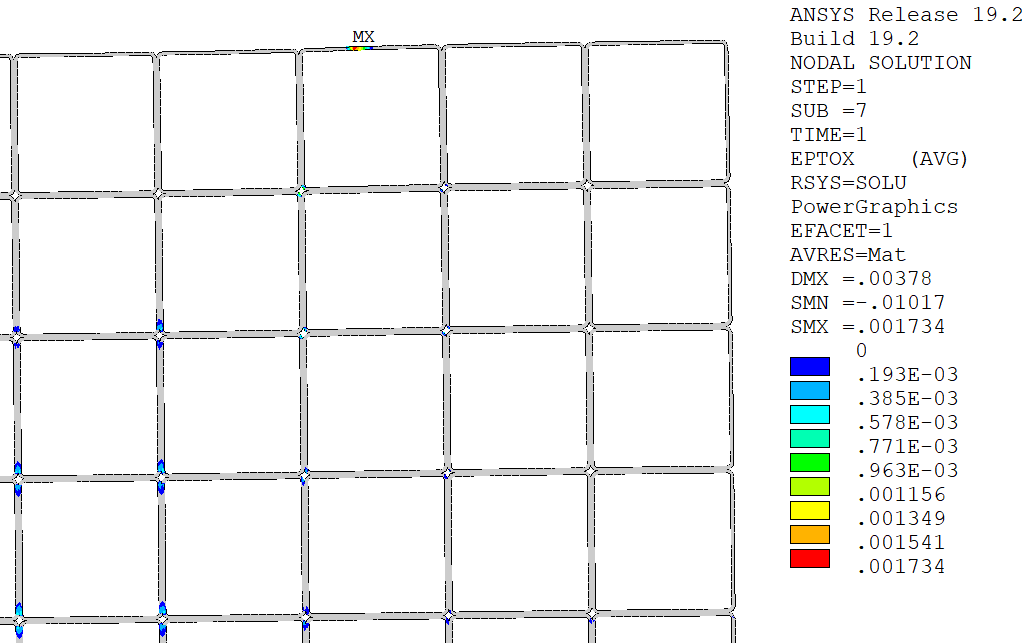 MX
ANSYS Release 19.2
Build 19.2
NODAL SOLUTION
STEP=1
SUB =7
TIME=1
EPTOX (AVG)
RSYS=SOLU
PowerGraphics
EFACET=1
AVRES=Mat
DMX =.00378
SMN =-.01017
SMX =.001734
0
.193E-03
.385E-03
.578E-03
.771E-03
.963E-03
.001156
.001349
.001541
.001734